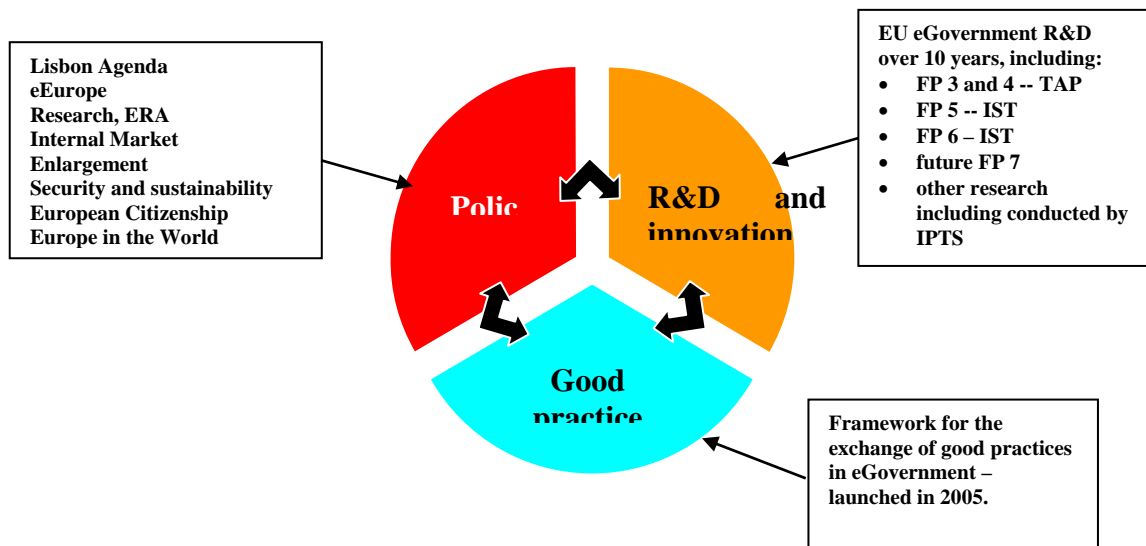 Lisbon Agenda
eEurope
Research, ERA
Internal Market
Enlargement
Security and sustainability
European Citizenship
Europe in the World
EU eGovernment R&D
over 10 years, including:
• FP 3 and 4 -- TAP
• FP 5 -- IST
• FP 6 – IST
• future FP 7
• other research
including conducted by
IPTS
Polic
R&D and
innovation
Good
practice
Framework for the
exchange of good practices
in eGovernment –
launched in 2005.